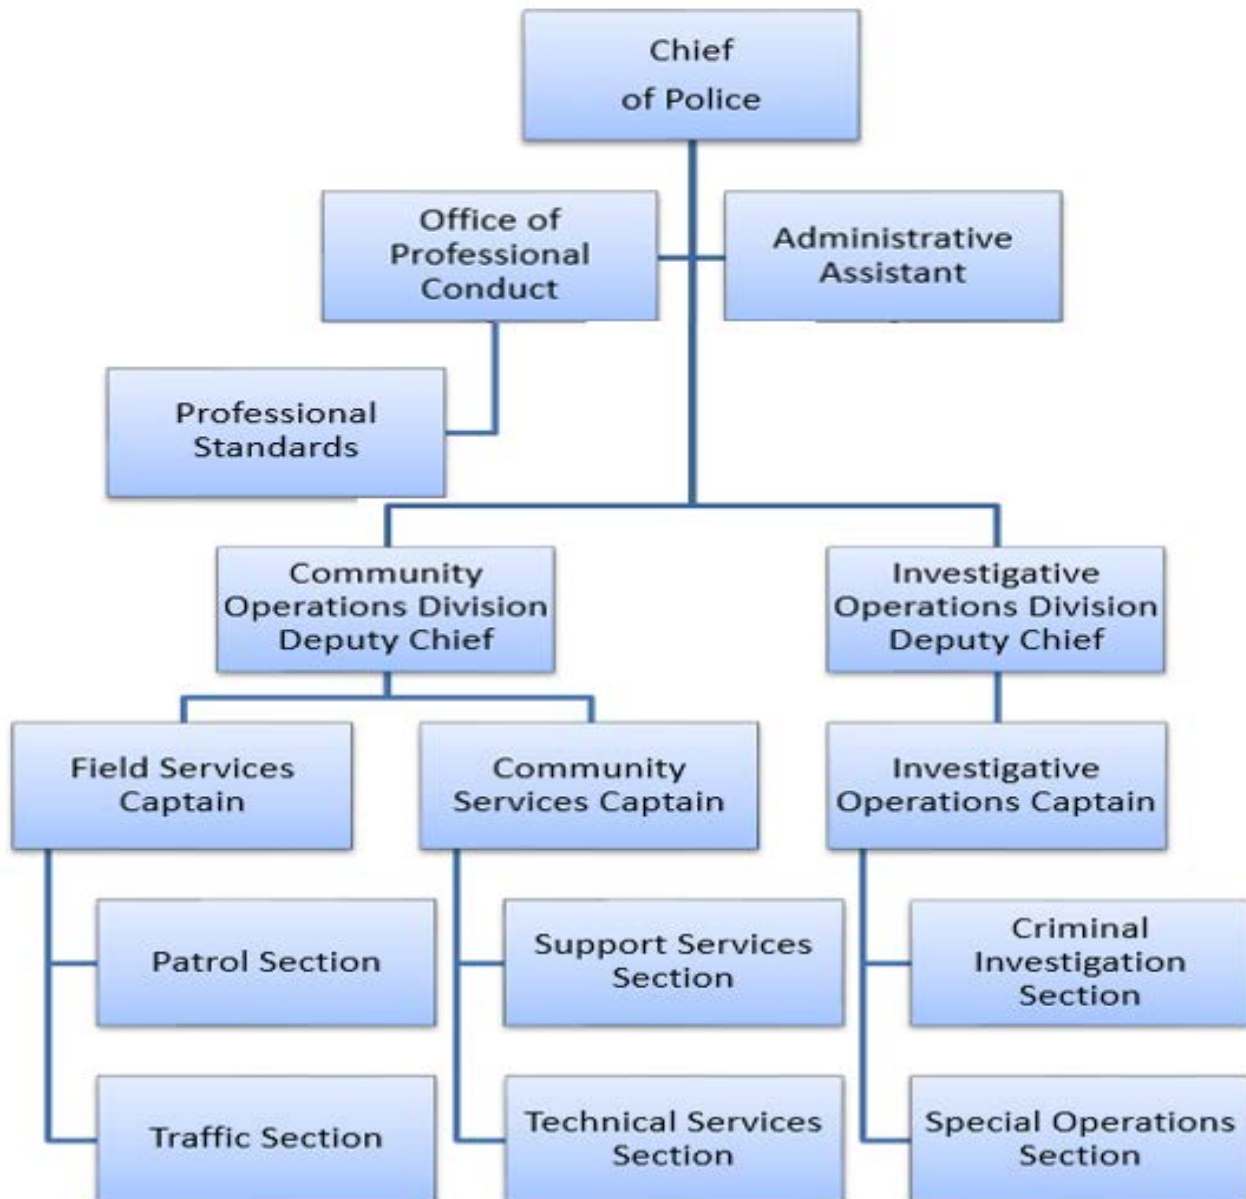 Chief
of Police
Office of
Professional
Conduct
Administrative
Assistant
Professional
Standards
Community
Operations Division
Deputy Chief
Investigative
Operations Division
Deputy Chief
Field Services
Captain
Community
Services Captain
Investigative
Operations Captain
Patrol Section
Support Services
Section
Criminal
Investigation
Section
Traffic Section
Technical Services
Section
Special Operations
Section